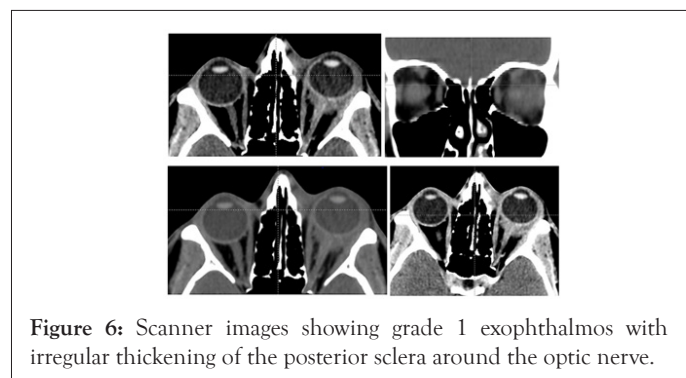 Figure 6: Scanner images showing grade 1 exophthalmos with
irregular thickening of the posterior sclera around the optic nerve.